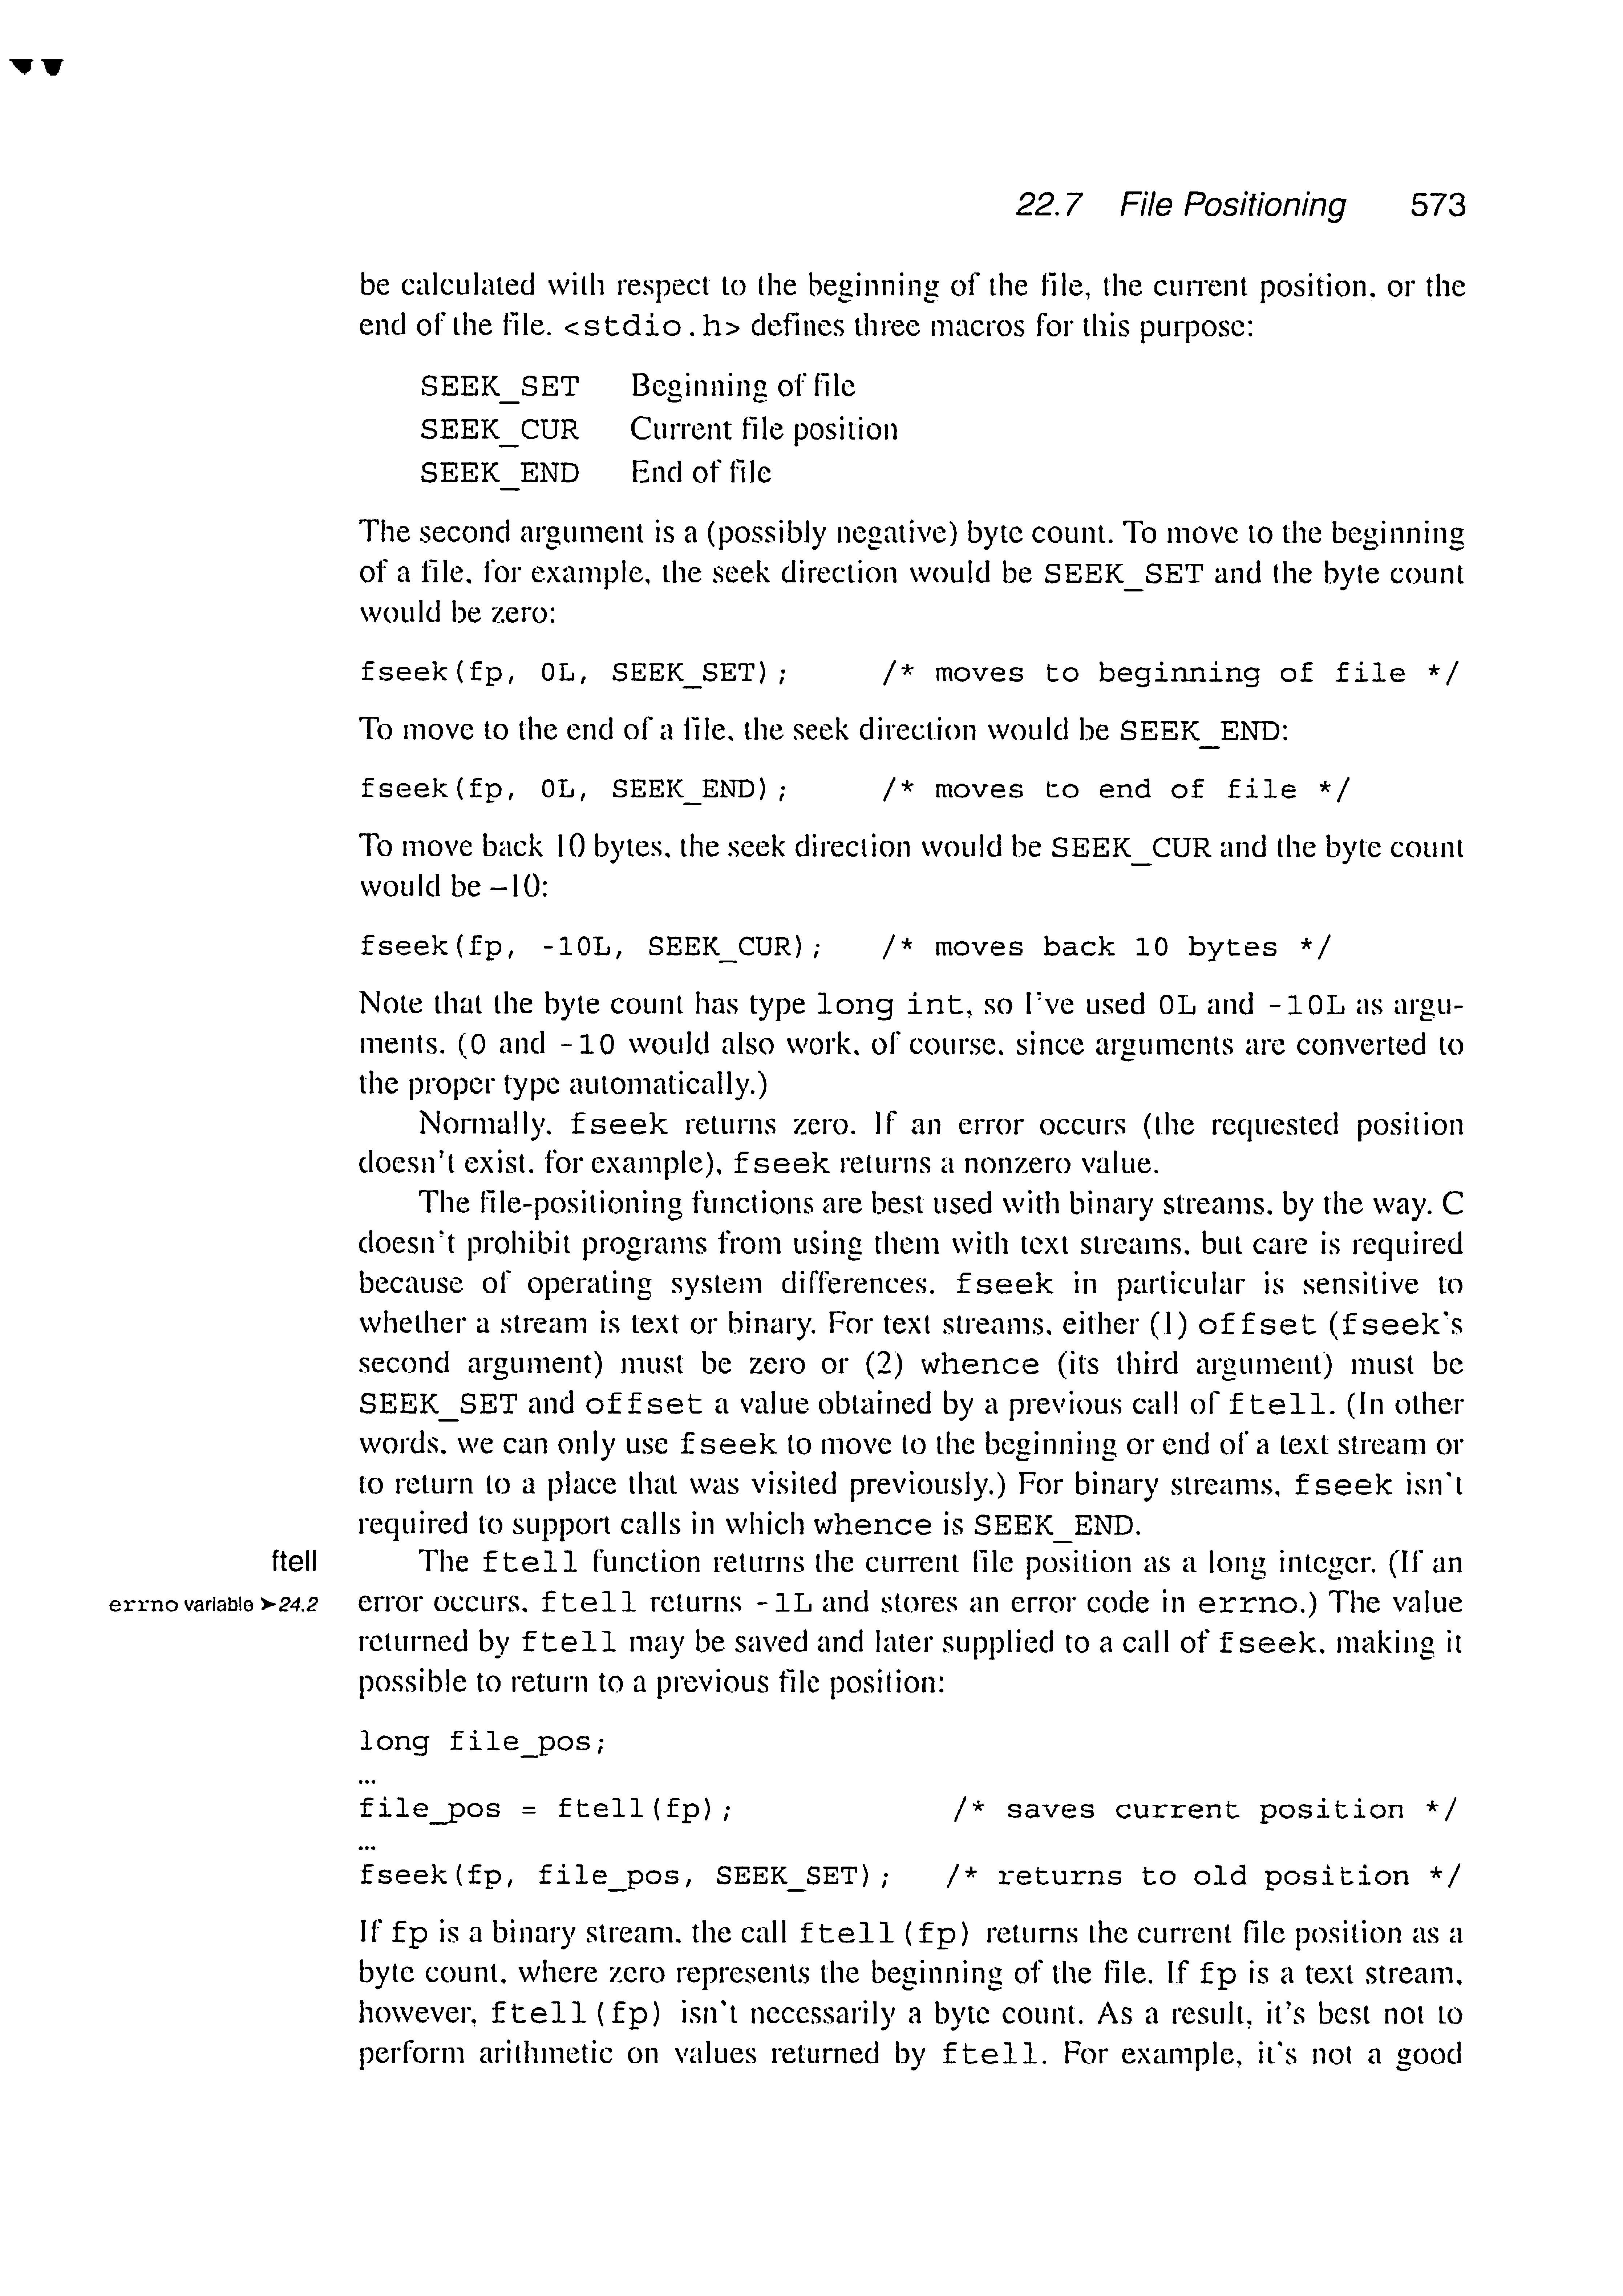 22.7 File Positioning 573
be calculated with respect to the beginning of the file, the current position, or the
end of the file. <stdio.h> defines three macros for this purpose:
SEEK_SET Beginning of file
SEEK_CUR Current file position
SEEK_END End of file
The second argument is a (possibly negative) byte count. To move to the beginning
of a file, for example, the seek direction would be SEEK_SET and the byte count
would be zero:
fseek(fp, 0L, SEEK_SET); /* moves to beginning of file */
To move to the end of a file, the seek direction would be SEEK_END:
fseek(fp, 0L, SEEK_END); /* moves to end of file */
To move back 10 bytes, the seek direction would be SEEK_CUR and the byte count
would be –10:
fseek(fp, -10L, SEEK_CUR); /* moves back 10 bytes */
Note that the byte count has type long int, so I've used 0L and -10L as argu-
ments. (0 and -10 would also work, of course, since arguments are converted to
the proper type automatically.)
Normally, fseek returns zero. If an error occurs (the requested position
doesn't exist, for example), fseek returns a nonzero value.
The file-positioning functions are best used with binary streams, by the way. C
doesn't prohibit programs from using them with text streams, but care is required
because of operating system differences. fseek in particular is sensitive to
whether a stream is text or binary. For text streams, either (1) offset (fseek's
second argument) must be zero or (2) whence (its third argument) must be
SEEK_SET and offset a value obtained by a previous call of ftell. (In other
words, we can only use fseek to move to the beginning or end of a text stream or
to return to a place that was visited previously.) For binary streams, fseek isn't
required to support calls in which whence is SEEK_END.
ftell The ftell function returns the current file position as a long integer. (If an
errno variable ➤24.2 error occurs, ftell returns -1L and stores an error code in errno.) The value
returned by ftell may be saved and later supplied to a call of fseek, making it
possible to return to a previous file position:
long file_pos;
…
file_pos = ftell(fp); /* saves current position */
…
fseek(fp, file_pos, SEEK_SET); /* returns to old position */
If fp is a binary stream, the call ftell(fp) returns the current file position as a
byte count, where zero represents the beginning of the file. If fp is a text stream,
however, ftell(fp) isn't necessarily a byte count. As a result, it's best not to
perform arithmetic on values returned by ftell. For example, it's not a good